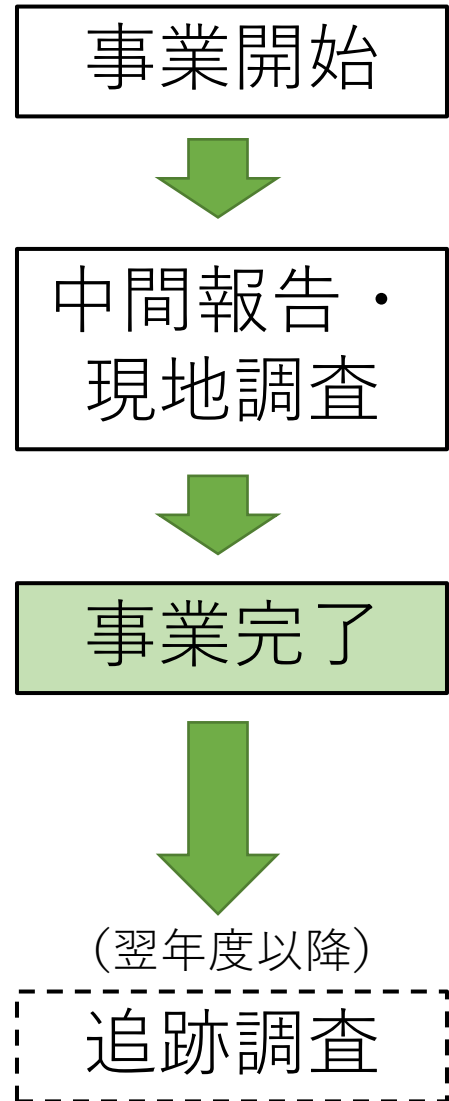 事業開始
中間報告・
現地調査
事業完了
（翌年度以降）
追跡調査